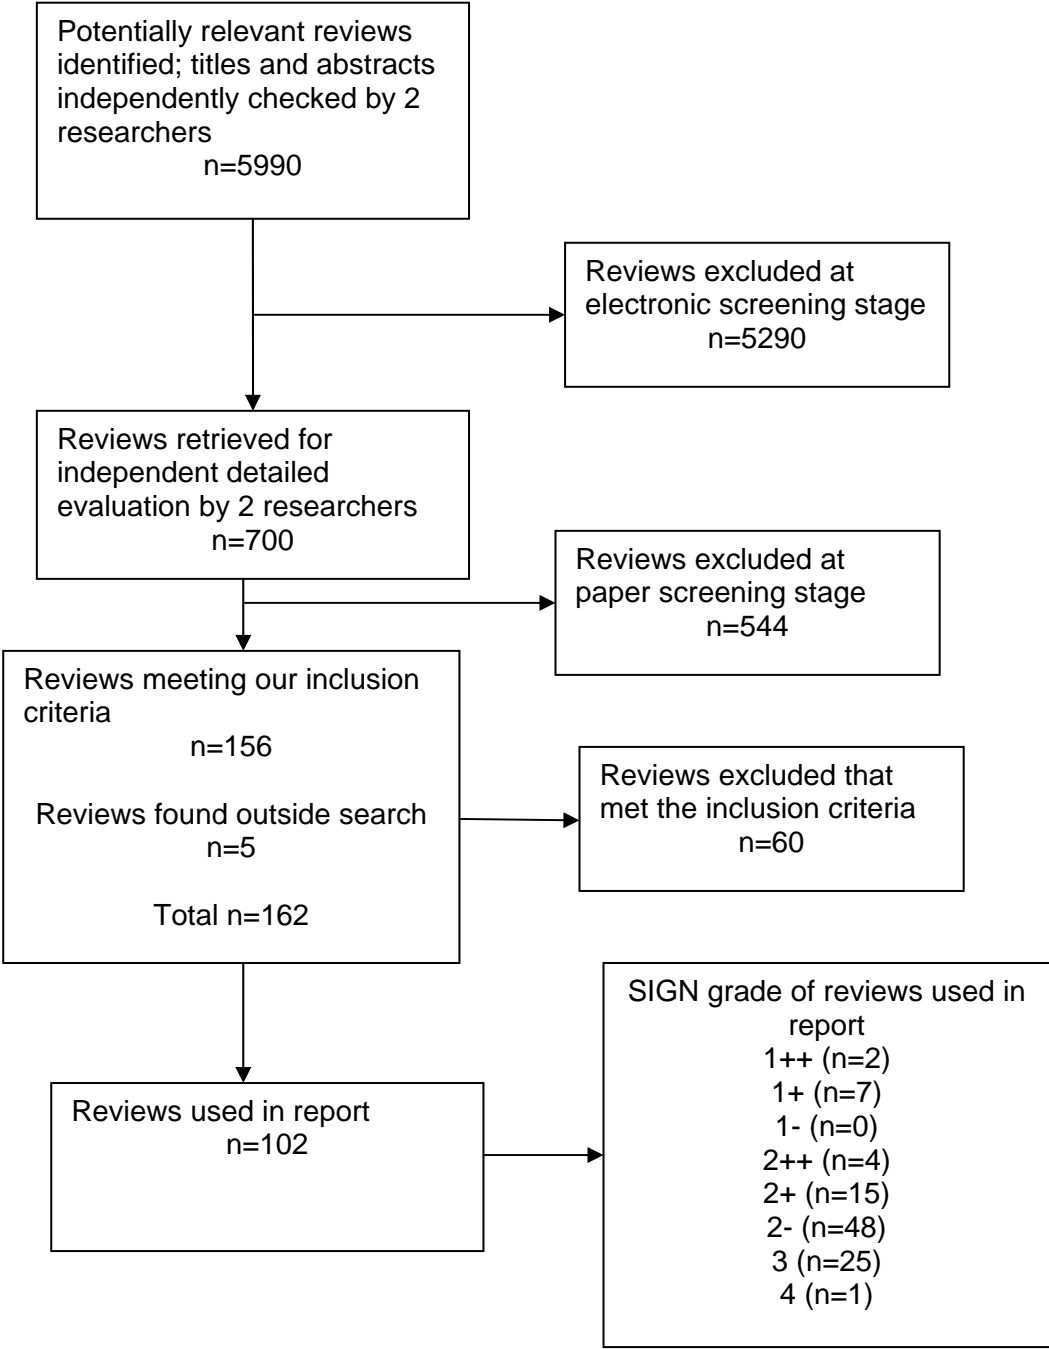 Potentially relevant reviews
identified; titles and abstracts
independently checked by 2
researchers
n=5990
Reviews excluded at
electronic screening stage
n=5290
Reviews retrieved for
independent detailed
evaluation by 2 researchers
n=700
Reviews excluded at
paper screening stage
n=544
Reviews meeting our inclusion
criteria
n=156
Reviews found outside search
n=5
Total n=162
Reviews excluded that
met the inclusion criteria
n=60
Reviews used in report
n=102
SIGN grade of reviews used in
report
1++ (n=2)
1+ (n=7)
1- (n=0)
2++ (n=4)
2+ (n=15)
2- (n=48)
3 (n=25)
4 (n=1)